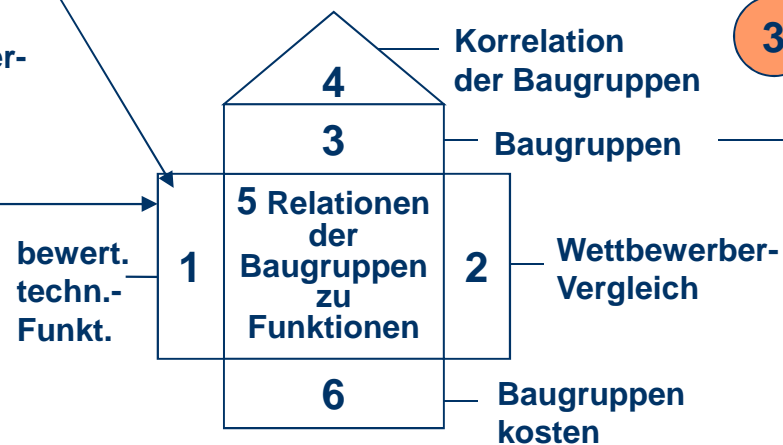 er-
Korrelation
der Baugruppen
3
4
3
Baugruppen
bewert.
techn.-
Funkt.
1
5 Relationen
der
Baugruppen
zu
Funktionen
2
Wettbewerber-
Vergleich
6
Baugruppen
kosten